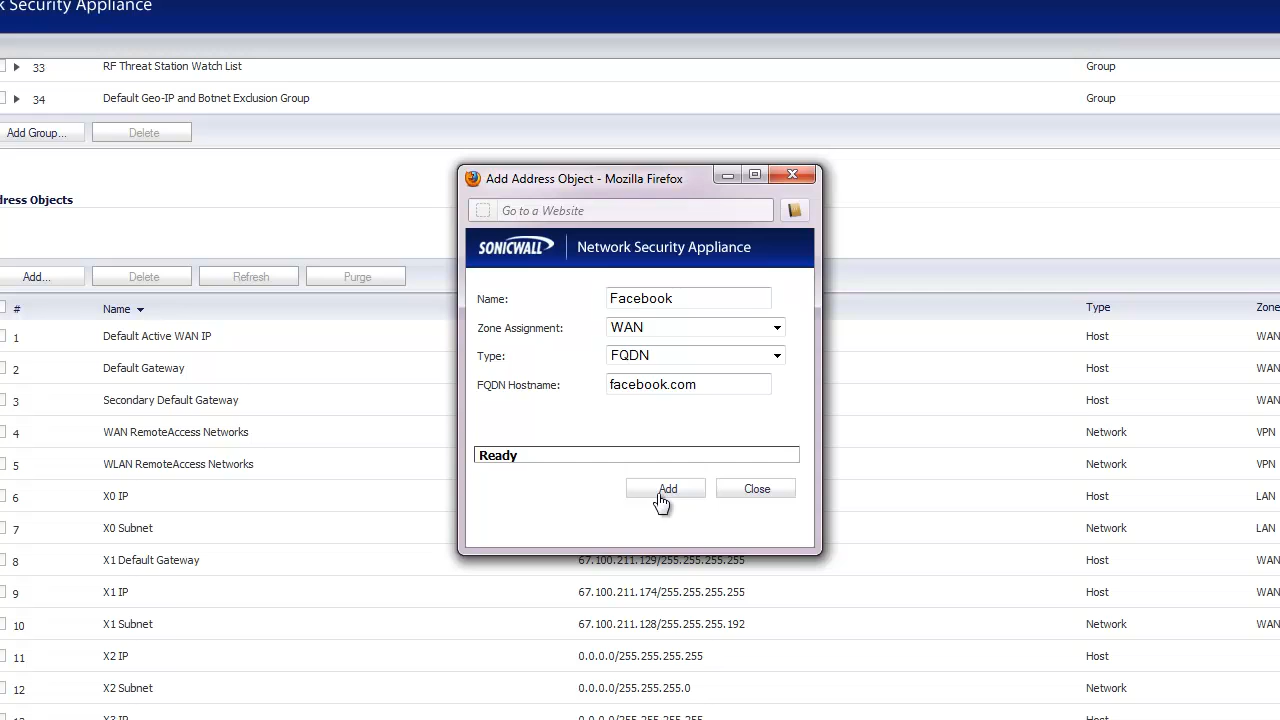 k Security Appliance
33 RF Threat Station Watch List Group
34 Default Geo-IP and Botnet Exclusion Group Group
Add Group... Delete
Add Address Object - Mozilla Firefox
Go to a Website
dress Objects
SONICWALL Network Security Appliance
Add... Delete Refresh Purge
Name: Facebook
# Name Type Zone
Zone Assignment: WAN
1 Default Active WAN IP Host WAN
Type: FQDN
2 Default Gateway Host WAN
FQDN Hostname: facebook.com
3 Secondary Default Gateway Host WAN
4 WAN RemoteAccess Networks Network VPN
Ready
5 WLAN RemoteAccess Networks Network VPN
Add Close
6 X0 IP Host LAN
7 X0 Subnet Network LAN
8 X1 Default Gateway 67.100.211.129/255.255.255.255 Host WAN
9 X1 IP 67.100.211.174/255.255.255.255 Host WAN
10 X1 Subnet 67.100.211.128/255.255.255.192 Network WAN
11 X2 IP 0.0.0.0/255.255.255.255 Host
12 X2 Subnet 0.0.0.0/255.255.255.0 Network